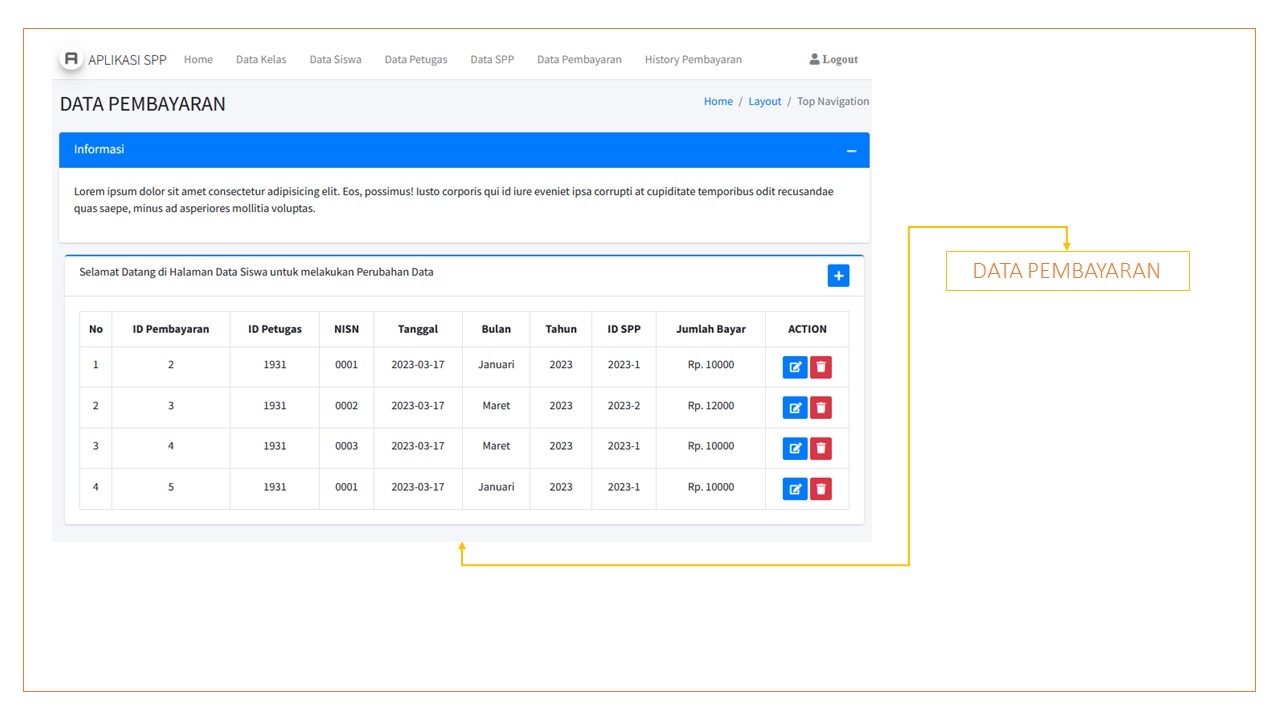 APLIKASI SPP Home Data Kelas Data Siswa Data Petugas Data SPP Data Pembayaran History Pembayaran Logout
DATA PEMBAYARAN
Home / Layout / Top Navigation
Informasi
Lorem ipsum dolor sit amet consectetur adipisicing elit. Eos, possimus! Iusto corporis qui id iure eveniet ipsa corrupti at cupiditate temporibus odit recusandae
quas saepe, minus ad asperiores mollitia voluptas.
Selamat Datang di Halaman Data Siswa untuk melakukan Perubahan Data
No ID Pembayaran ID Petugas NISN Tanggal Bulan Tahun ID SPP Jumlah Bayar ACTION
1 2 1931 0001 2023-03-17 Januari 2023 2023-1 Rp. 10000
2 3 1931 0002 2023-03-17 Maret 2023 2023-2 Rp. 12000
3 4 1931 0003 2023-03-17 Maret 2023 2023-1 Rp. 10000
4 5 1931 0001 2023-03-17 Januari 2023 2023-1 Rp. 10000
DATA PEMBAYARAN